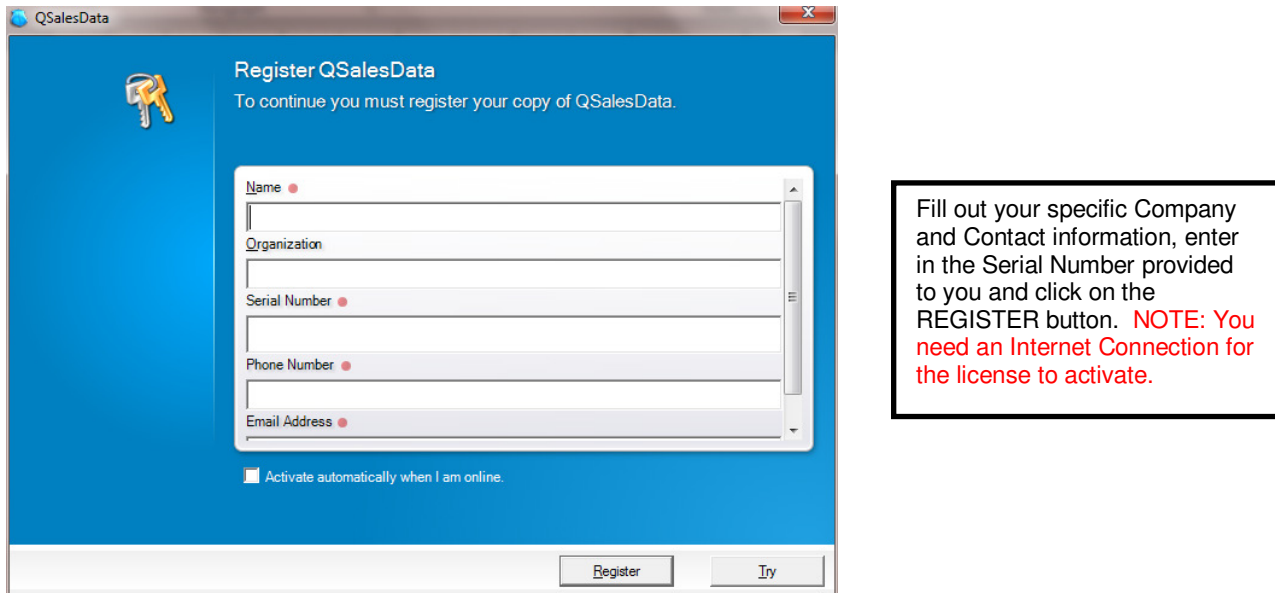 QSalesData
Register QSalesData
To continue you must register your copy of QSalesData.
Name
Organization
Serial Number
Phone Number
Email Address
Activate automatically when I am online.
Register
Try
Fill out your specific Company
and Contact information, enter
in the Serial Number provided
to you and click on the
REGISTER button. NOTE: You
need an Internet Connection for
the license to activate.